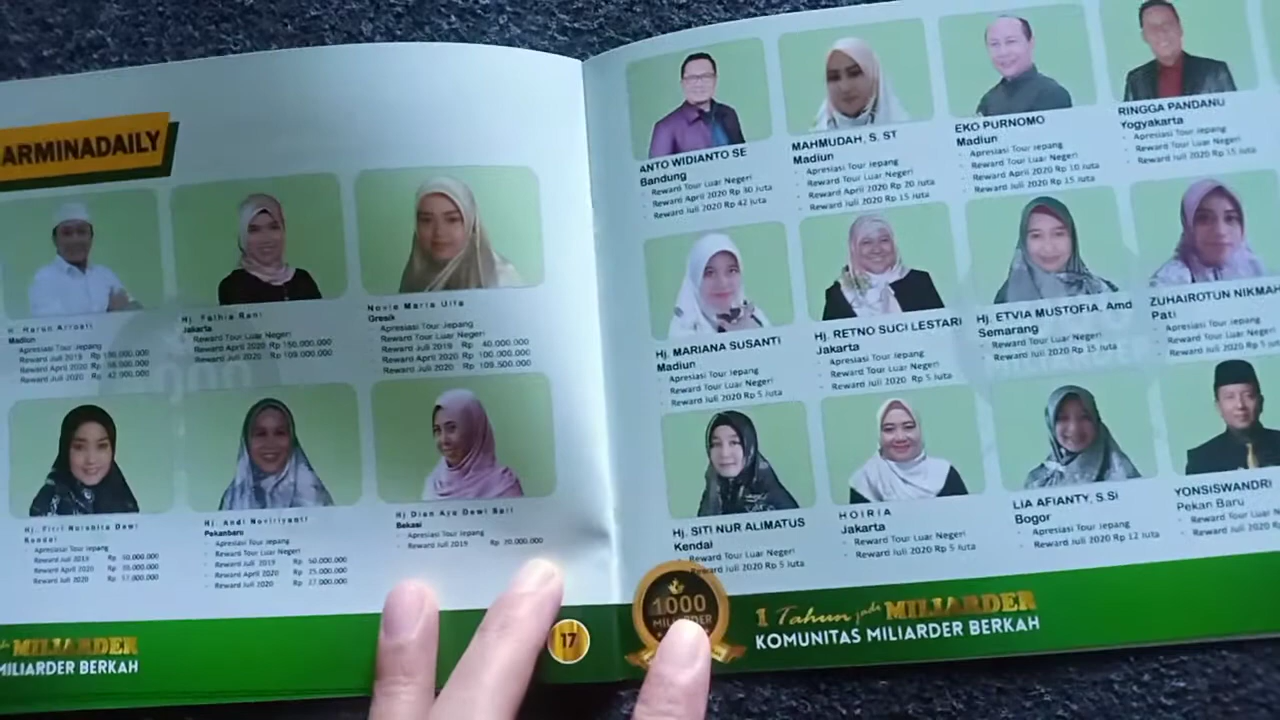 ARMINADAILY
H. Harun Arrosi
Madiun
- Apresiasi Tour Jepang
- Reward Juli 2019 Rp
- Reward April 2020 Rp
- Reward Juli 2020 Rp 42.000.000
Hj. Fathia Rani
Jakarta
- Reward Tour Luar Negeri
- Reward April 2020 Rp 150.000.000
- Reward Juli 2020 Rp 109.000.000
Novia Maria Ulfa
Gresik
- Apresiasi Tour Jepang
- Reward Tour Luar Negeri
- Reward Juli 2019 Rp 40.000.000
- Reward April 2020 Rp 100.000.000
- Reward Juli 2020 Rp 109.500.000
Hj. Fitri Nurshita Dewi
Kendal
- Apresiasi Tour Jepang
- Reward Juli 2019 Rp
- Reward April 2020 Rp
- Reward Juli 2020 Rp 57.000.000
Hj. Andi Noviriyanti
Pekanbaru
- Apresiasi Tour Jepang
- Reward Tour Luar Negeri
- Reward Juli 2019 Rp 50.000.000
- Reward April 2020 Rp 25.000.000
- Reward Juli 2020 Rp 27.000.000
Hj Dian Ayu Dewi Sari
Bekasi
- Apresiasi Tour Jepang
- Reward Juli 2019 Rp 20.000.000
MILIARDER
MILIARDER BERKAH
17
ANTO WIDIANTO SE
Bandung
- Reward Tour Luar Negeri
- Reward April 2020 Rp 30 Juta
- Reward Juli 2020 Rp 42 Juta
MAHMUDAH, S. ST
Madiun
- Apresiasi Tour Jepang
- Reward Tour Luar Negeri
- Reward April 2020 Rp 20 Juta
- Reward Juli 2020 Rp 15 Juta
EKO PURNOMO
Madiun
- Apresiasi Tour Jepang
- Reward Tour Luar Negeri
- Reward April 2020 Rp 10 Juta
- Reward Juli 2020 Rp 15 Juta
RINGGA PANDANU
Yogyakarta
- Apresiasi Tour Jepang
- Reward Tour Luar Negeri
- Reward Juli 2020 Rp 15 Juta
Hj. MARIANA SUSANTI
Madiun
- Apresiasi Tour Jepang
- Reward Tour Luar Negeri
- Reward Juli 2020 Rp 5 Juta
Hj. RETNO SUCI LESTARI
Jakarta
- Apresiasi Tour Jepang
- Reward Tour Luar Negeri
- Reward Juli 2020 Rp 5 Juta
Hj. ETVIA MUSTOFIA. Amd
Semarang
- Reward Tour Luar Negeri
- Reward Juli 2020 Rp 15 Juta
ZUHAIROTUN NIKMAH
Pati
- Apresiasi Tour Jepang
- Reward Tour Luar Negeri
- Reward Juli 2020 Rp 5 Juta
Hj. SITI NUR ALIMATUS
Kendal
- Reward Tour Luar Negeri
- Reward Juli 2020 Rp 5 Juta
HOIRIA
Jakarta
- Reward Tour Luar Negeri
- Reward Juli 2020 Rp 5 Juta
LIA AFIANTY, S.Si
Bogor
- Apresiasi Tour Jepang
- Reward Juli 2020 Rp 12 Juta
YONSISWANDRI
Pekan Baru
- Reward Tour Luar
- Reward Juli 2020
1000
MILIARDER
1 Tahun jadi MILIARDER
KOMUNITAS MILIARDER BERKAH